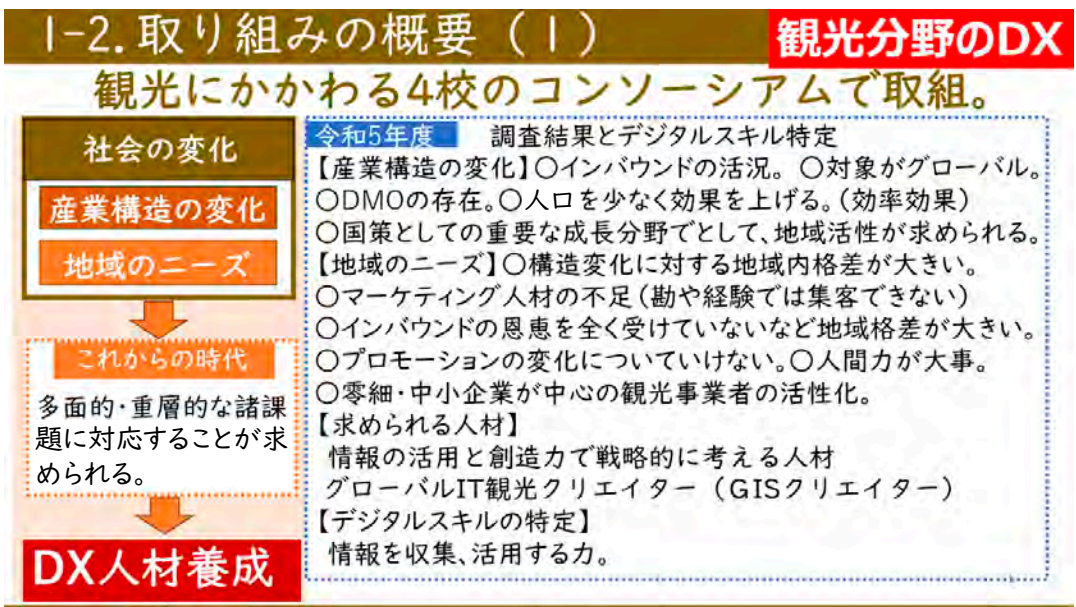 1-2.取り組みの概要（1）
観光分野のDX
観光にかかわる4校のコンソーシアムで取組。
社会の変化
産業構造の変化
地域のニーズ
これからの時代
多面的・重層的な諸課
題に対応することが求
められる。
DX人材養成
令和5年度 調査結果とデジタルスキル特定
【産業構造の変化】〇インバウンドの活況。 〇対象がグローバル。
〇DMOの存在。〇人口を少なく効果を上げる。(効率効果)
〇国策としての重要な成長分野でとして、地域活性が求められる。
【地域のニーズ】〇構造変化に対する地域内格差が大きい。
〇マーケティング人材の不足(勘や経験では集客できない)
〇インバウンドの恩恵を全く受けていないなど地域格差が大きい。
〇プロモーションの変化についていけない。〇人間力が大事。
〇零細・中小企業が中心の観光事業者の活性化。
【求められる人材】
情報の活用と創造力で戦略的に考える人材
グローバルIT観光クリエイター（GISクリエイター）
【デジタルスキルの特定】
情報を収集、活用する力。